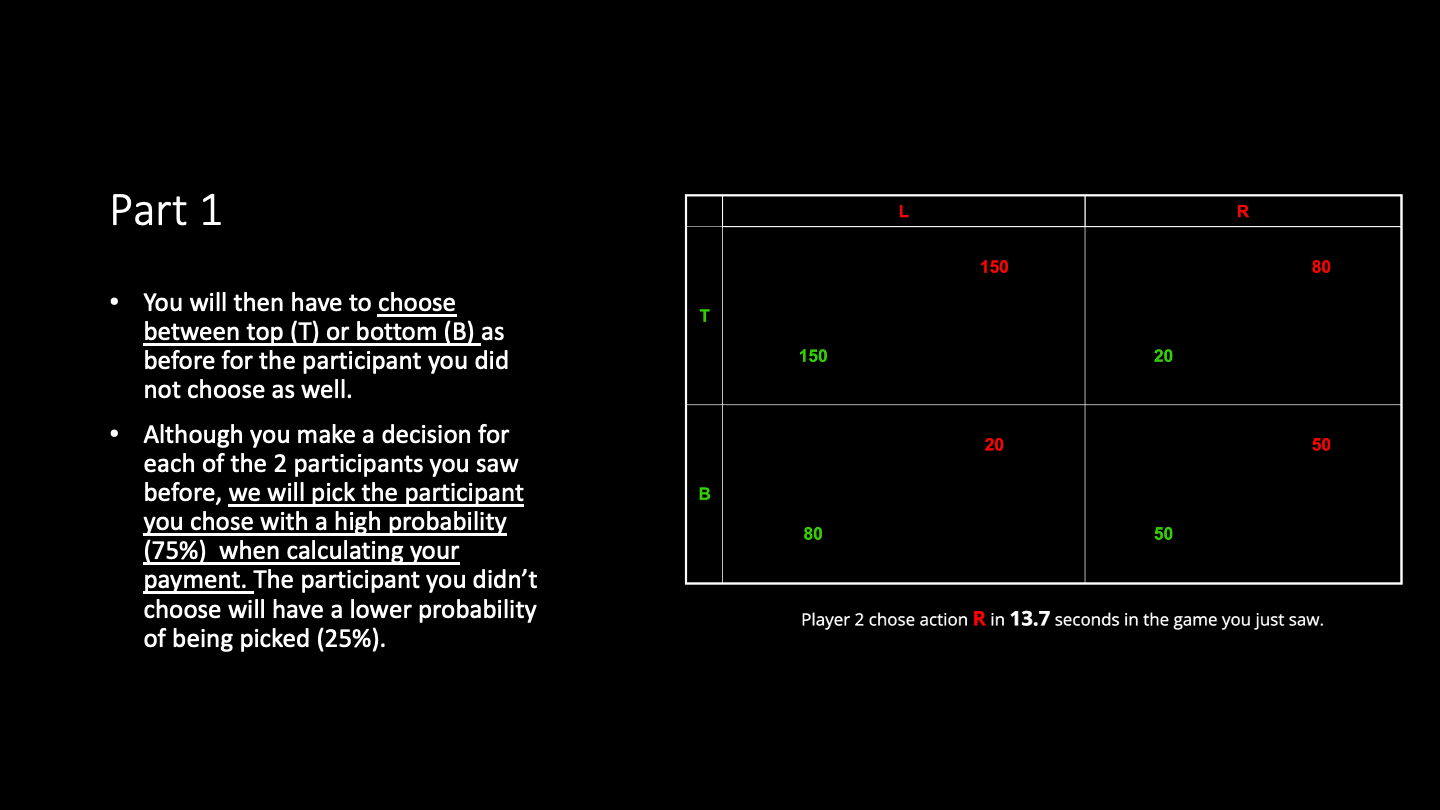 Part 1
• You will then have to choose
between top (T) or bottom (B) as
before for the participant you did
not choose as well.
• Although you make a decision for
each of the 2 participants you saw
before, we will pick the participant
you chose with a high probability
(75%)  when calculating your
payment. The participant you didn’t
choose will have a lower probability
of being picked (25%).
L R
150 80
T
150 20
20 50
B
80 50
Player 2 chose action R in 13.7 seconds in the game you just saw.